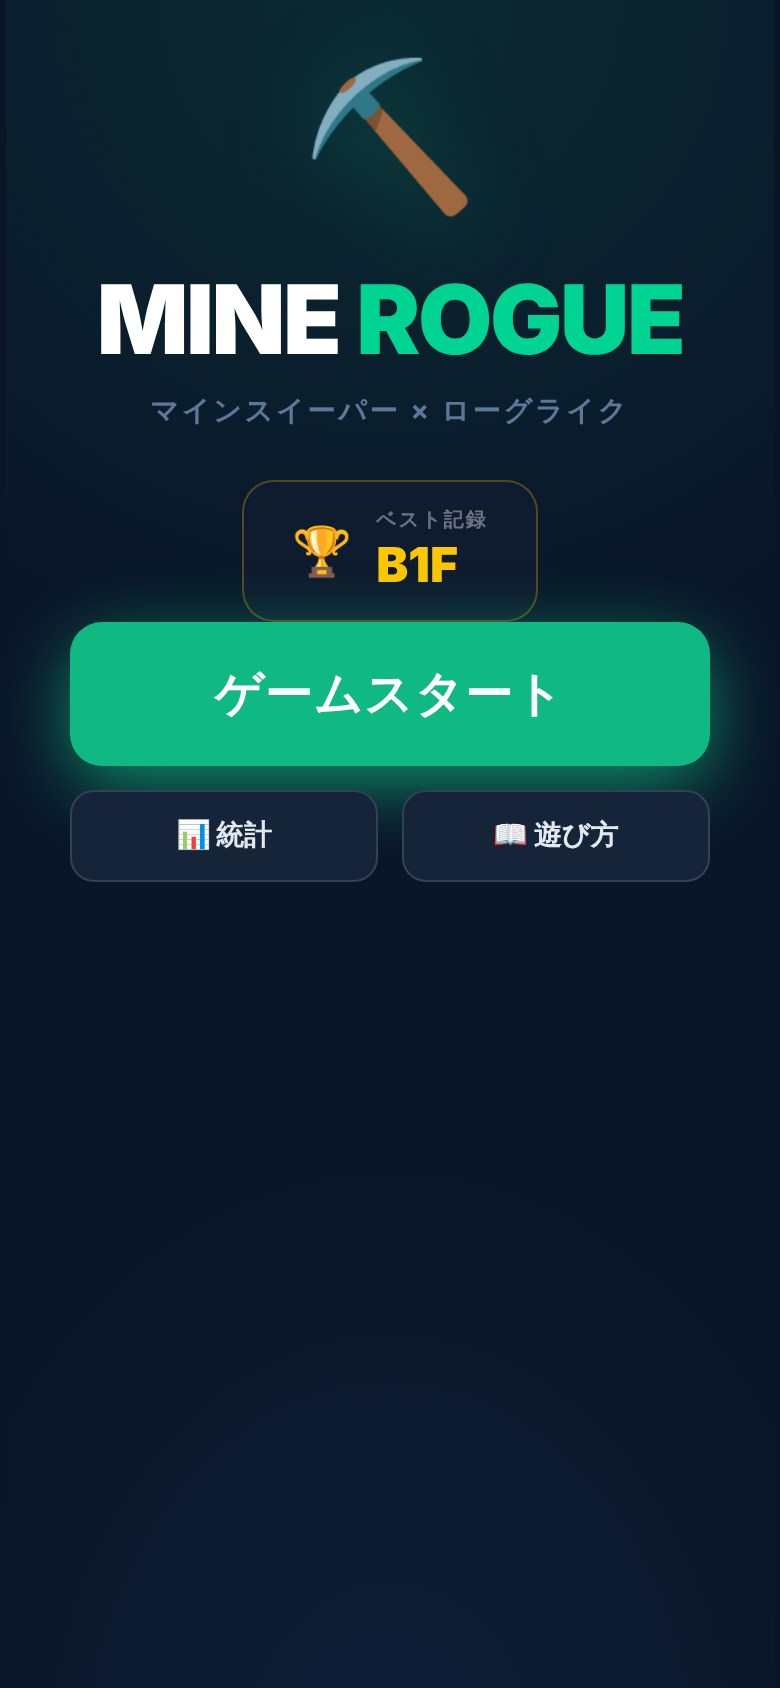 MINE ROGUE
マインスイーパー × ローグライク
ベスト記録
B1F
ゲームスタート
統計
遊び方